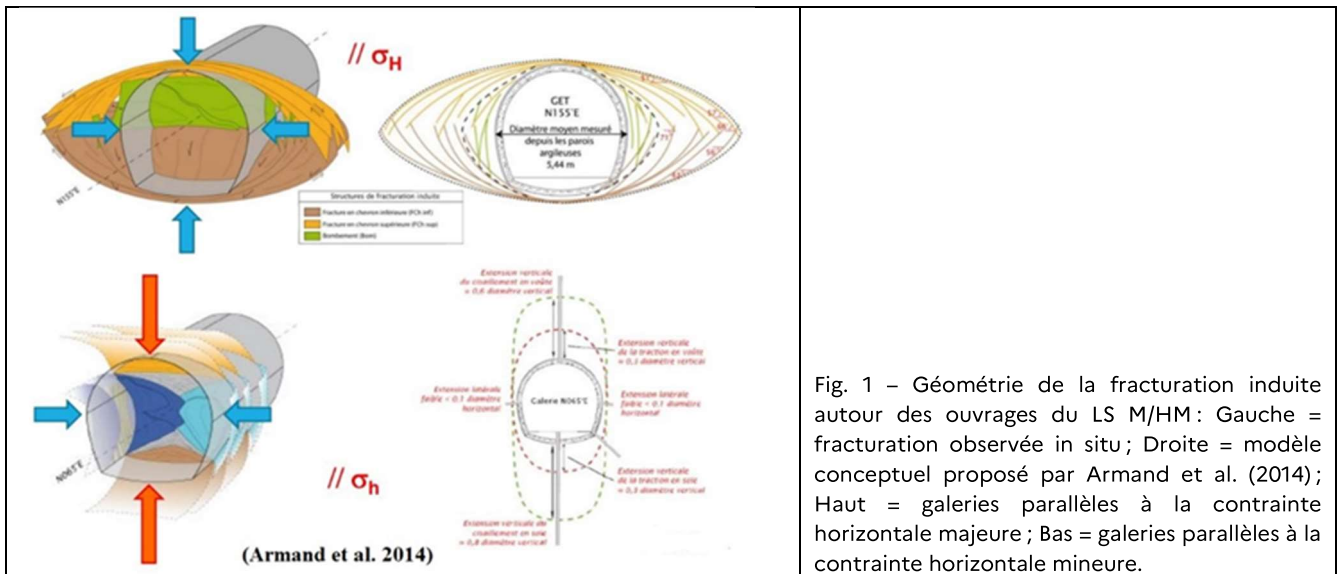 // σH
N155°E
GET
N155°E
Diamètre moyen mesuré
depuis les parois
argileuses
5,44 m
Structures de fracturation induite
Fracture en chevron inférieure (FCh inf)
Fracture en chevron supérieure (FCh sup)
Bombement (Bom)
Extension verticale
du cisaillement en voûte
= 0,6 diamètre vertical
Extension verticale
de la traction en voûte
diamètre vertical
Extension latérale
faible < 0.1 diamètre
horizontal
Galerie N065°E
Extension latérale
faible < 0.1 diamètre
horizontal
N065°E
// σh
Extension verticale
de la traction en sole
diamètre vertical
Extension verticale du
cisaillement en sole
= 0,8 diamètre vertical
(Armand et al. 2014)
Fig. 1 – Géométrie de la fracturation induite
autour des ouvrages du LS M/HM : Gauche =
fracturation observée in situ ; Droite = modèle
conceptuel proposé par Armand et al. (2014) ;
Haut = galeries parallèles à la contrainte
horizontale majeure ; Bas = galeries parallèles à la
contrainte horizontale mineure.